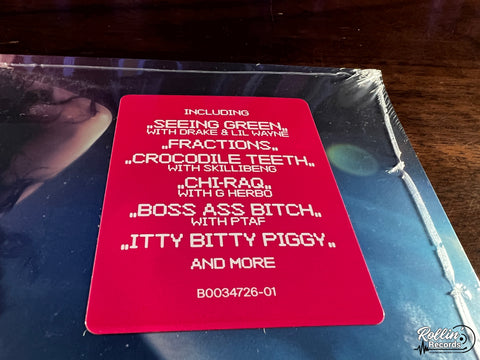 INCLUDING
„SEEING GREEN„
WITH DRAKE & LIL WAYNE
„FRACTIONS„
„CROCODILE TEETH„
WITH SKILLIBENG
„CHI-RAQ„
WITH G HERBO
„BOSS ASS BITCH„
WITH PTAF
„ITTY BITTY PIGGY„
AND MORE
B0034726-01
Rollin'
Records